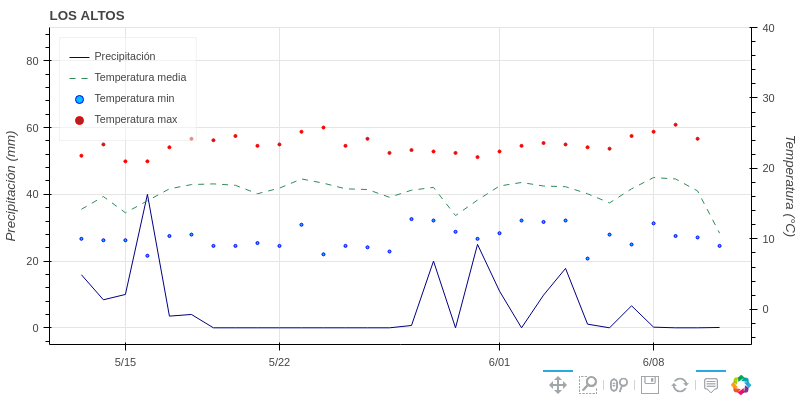 LOS ALTOS
Precipitación
Temperatura media
Temperatura min
Temperatura max
Precipitación (mm)
80
60
40
20
0
40
30
20
10
0
Temperatura (°C)
5/15
5/22
6/01
6/08